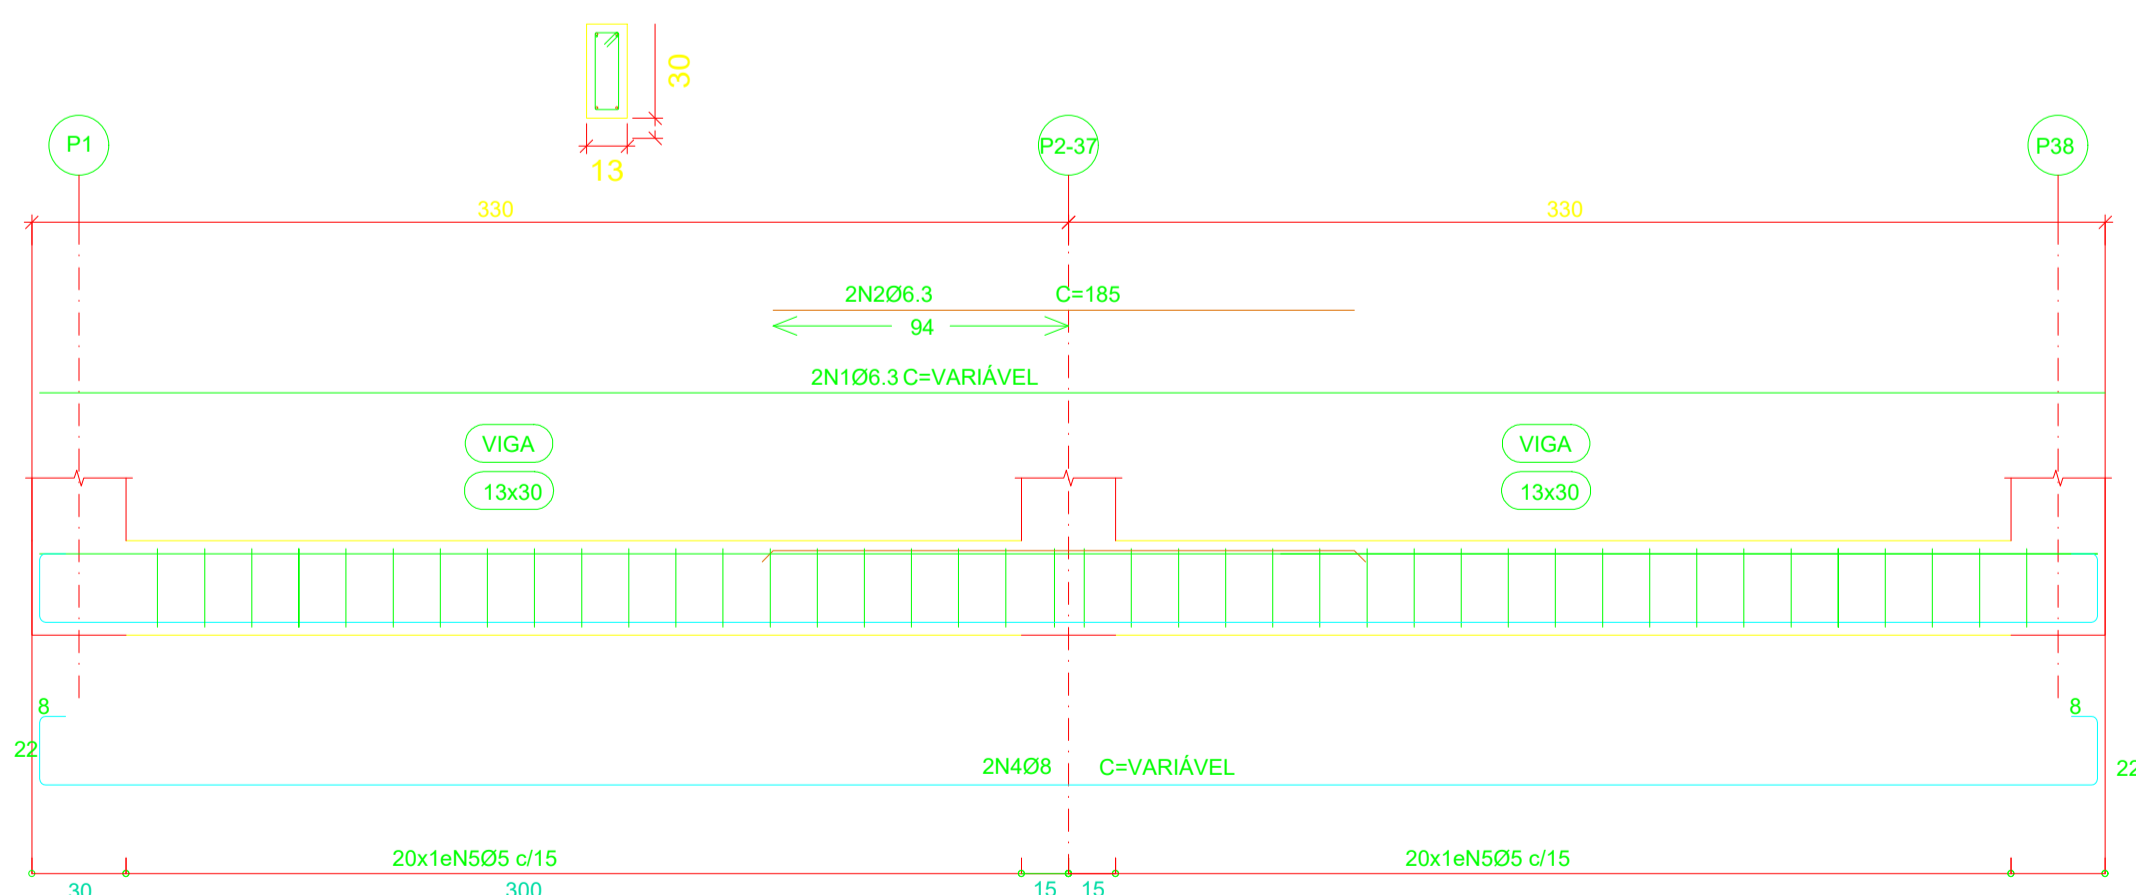 30
13
P1
P2-37
P38
330
330
2N2Ø6.3 C=185
94
2N1Ø6.3 C=VARIÁVEL
VIGA
VIGA
13x30
13x30
8
8
22
22
2N4Ø8 C=VARIÁVEL
20x1eN5Ø5 c/15
20x1eN5Ø5 c/15
30
300
15
15